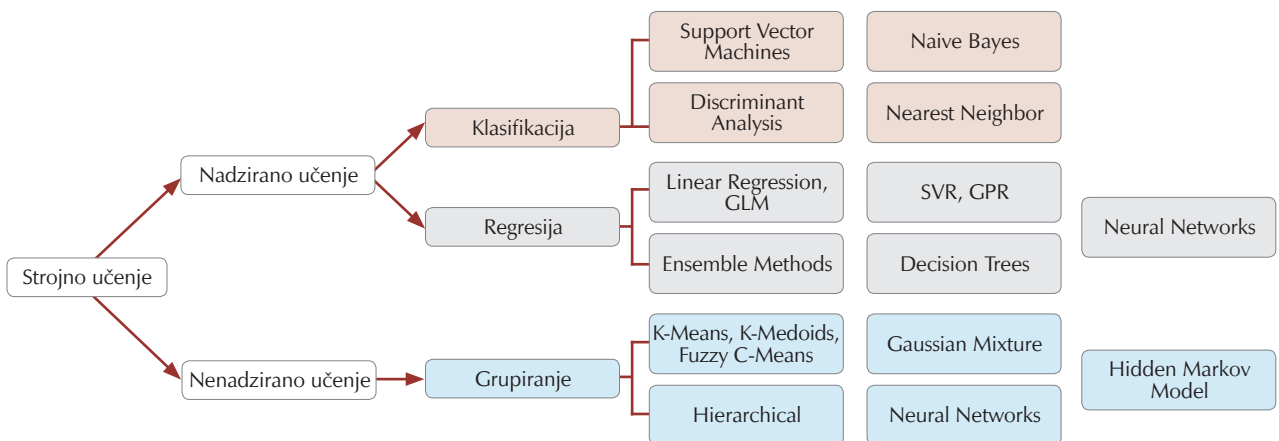 Strojno učenje
Nadzirano učenje
Nenadzirano učenje
Klasifikacija
Regresija
Grupiranje
Support Vector
Machines
Naive Bayes
Discriminant
Analysis
Nearest Neighbor
Linear Regression,
GLM
SVR, GPR
Neural Networks
Ensemble Methods
Decision Trees
K-Means, K-Medoids,
Fuzzy C-Means
Gaussian Mixture
Hidden Markov
Model
Hierarchical
Neural Networks